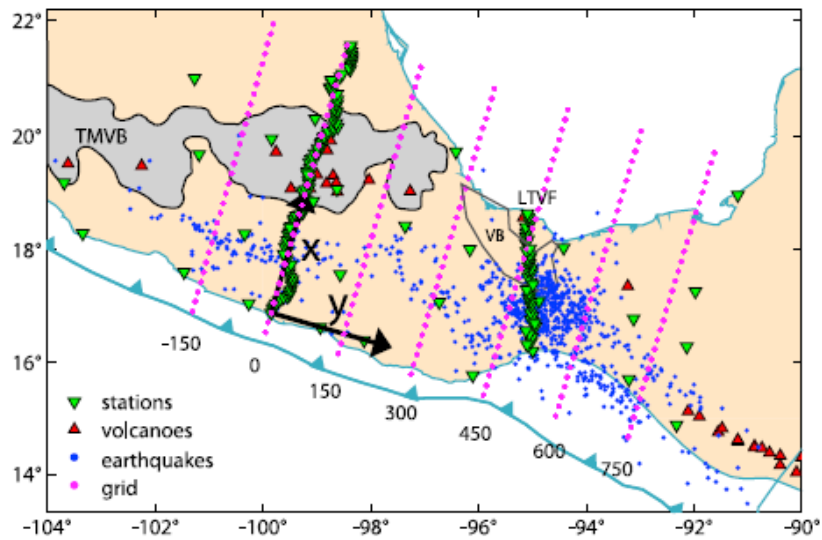 22°
20°
18°
16°
14°
TMVB
LTVF
VB
x
y
-150
0
150
300
450
600
750
stations
volcanoes
earthquakes
grid
-104° -102° -100° -98° -96° -94° -92° -90°